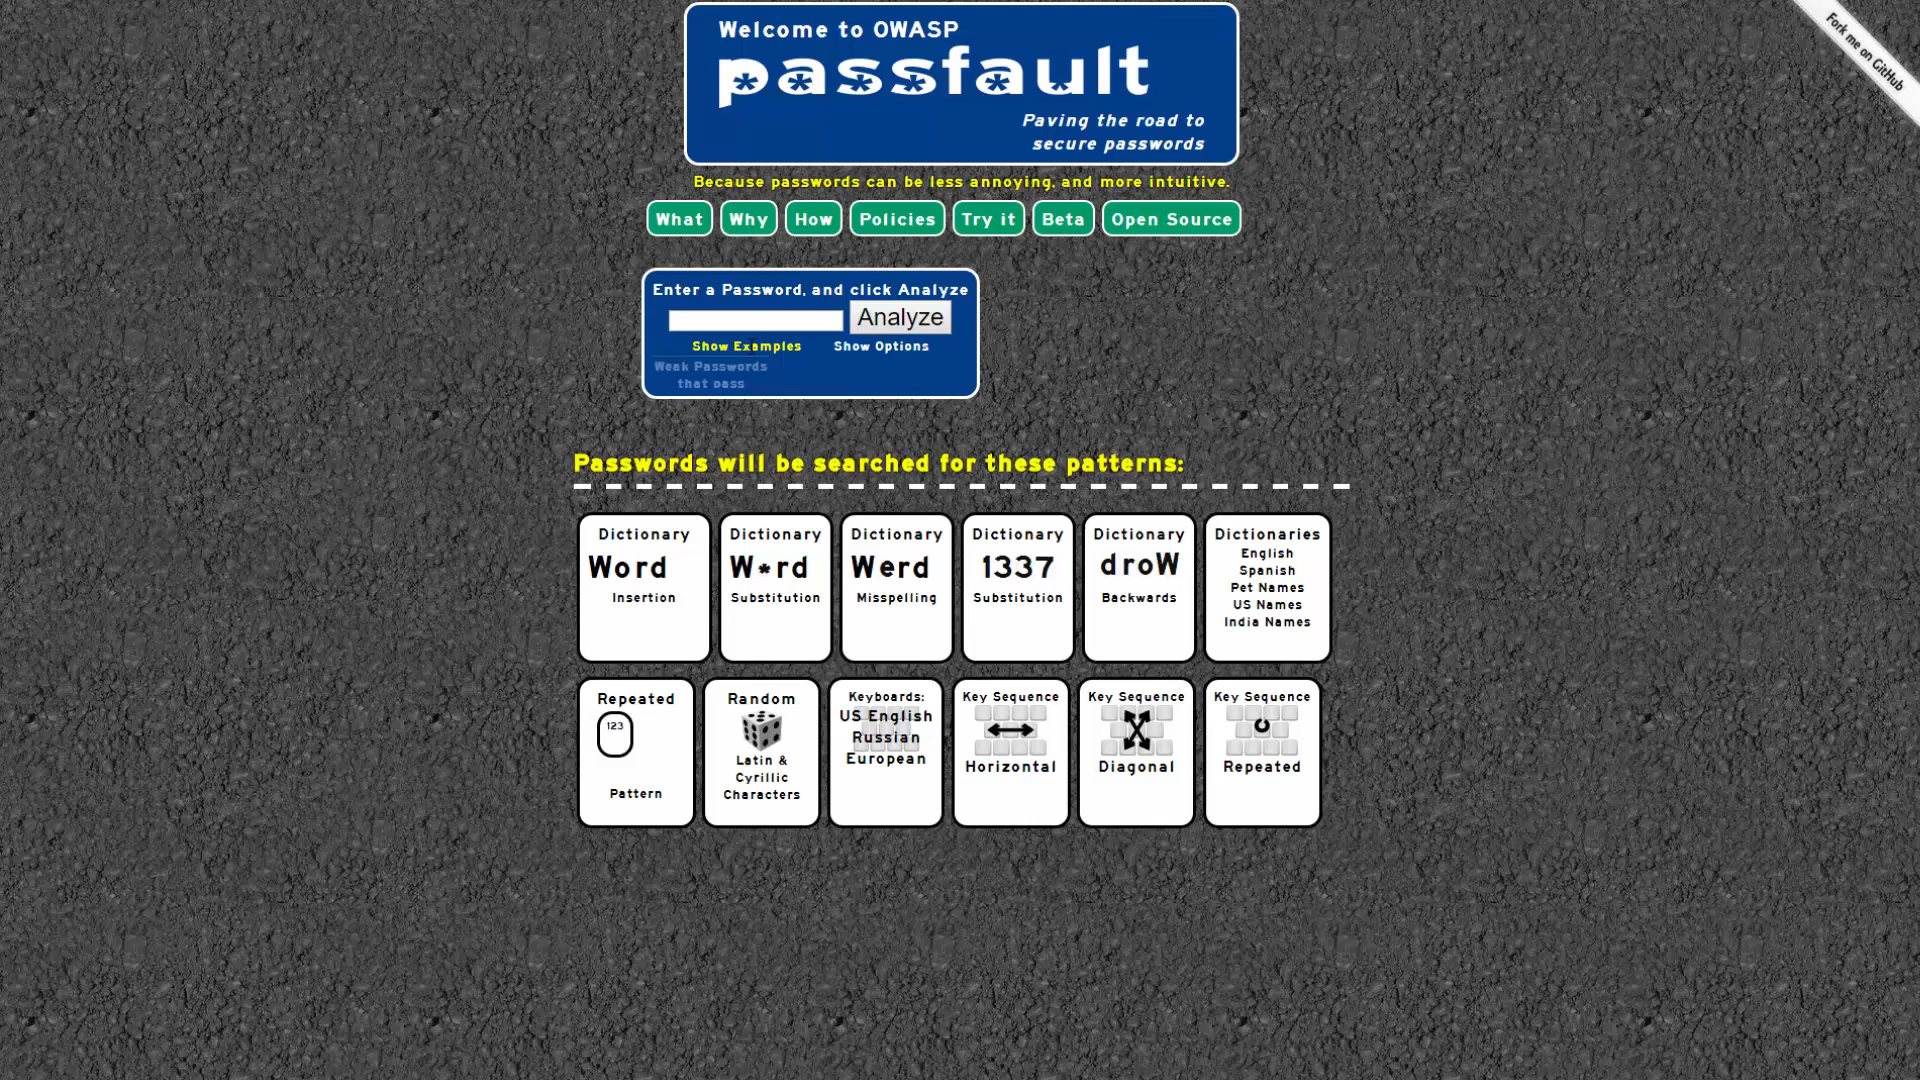 Welcome to OWASP
passfault
Paving the road to
secure passwords
Fork me on GitHub
Because passwords can be less annoying, and more intuitive.
What Why How Policies Try it Beta Open Source
Enter a Password, and click Analyze
Analyze
Show Examples Show Options
Weak Passwords
that pass
Passwords will be searched for these patterns:
Dictionary
Word
Insertion
Dictionary
W*rd
Substitution
Dictionary
Werd
Misspelling
Dictionary
1337
Substitution
Dictionary
droW
Backwards
Dictionaries
English
Spanish
Pet Names
US Names
India Names
Repeated
123
Pattern
Random
Latin &
Cyrillic
Characters
Keyboards:
US English
Russian
European
Key Sequence
Horizontal
Key Sequence
Diagonal
Key Sequence
Repeated